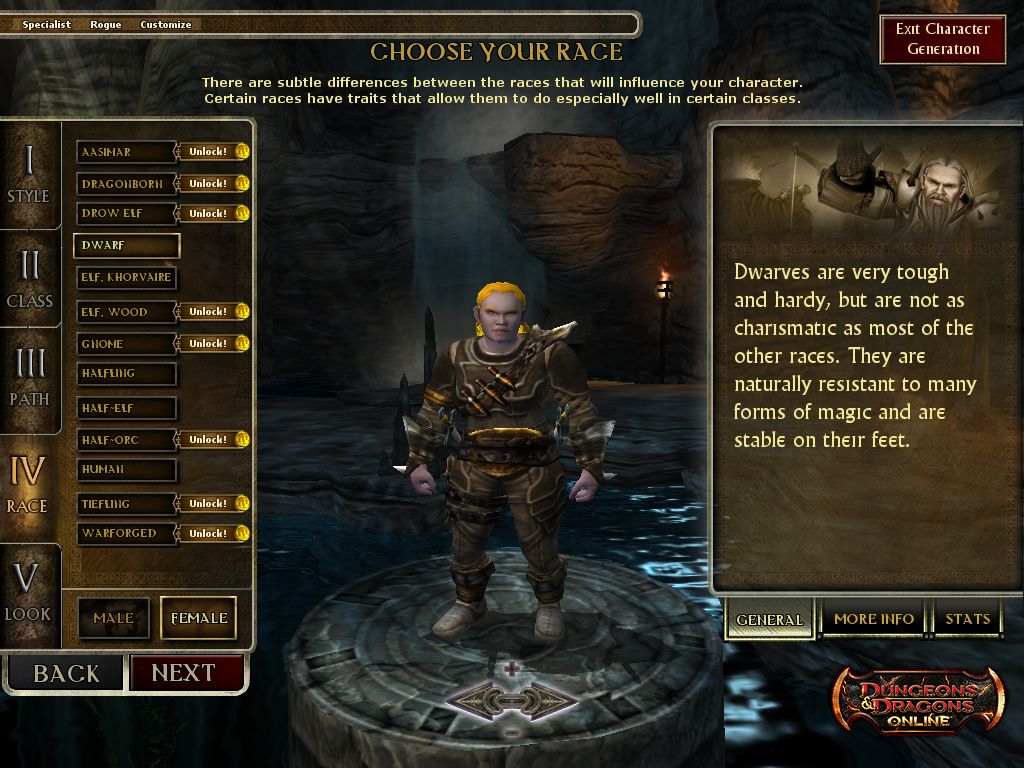 Specialist Rogue Customize
Exit Character
Generation
CHOOSE YOUR RACE
There are subtle differences between the races that will influence your character.
Certain races have traits that allow them to do especially well in certain classes.
I
STYLE
II
CLASS
III
PATH
IV
RACE
V
LOOK
AASIMAR Unlock!
DRAGONBORN Unlock!
DROW ELF Unlock!
DWARF
ELF, KHORVAIRE
ELF, WOOD Unlock!
GNOME Unlock!
HALFLING
HALF-ELF
HALF-ORC Unlock!
HUMAN
TIEFLING Unlock!
WARFORGED Unlock!
MALE FEMALE
BACK NEXT
Dwarves are very tough
and hardy, but are not as
charismatic as most of the
other races. They are
naturally resistant to many
forms of magic and are
stable on their feet.
GENERAL MORE INFO STATS
DUNGEONS
& DRAGONS
ONLINE